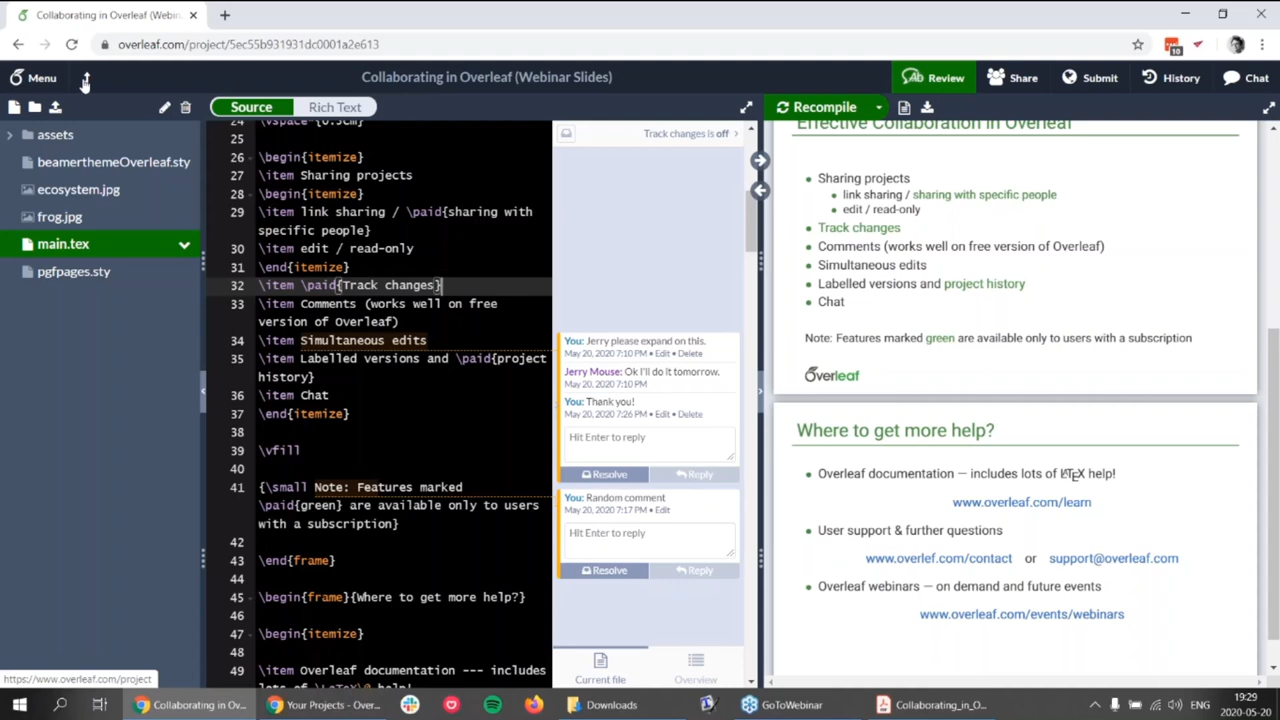 Collaborating in Overleaf (Webin
overleaf.com/project/5ec55b931931dc0001a2e613
10
Menu
Collaborating in Overleaf (Webinar Slides)
Review
Share
Submit
History
Chat
Source
Rich Text
Recompile
assets
beamerthemeOverleaf.sty
ecosystem.jpg
frog.jpg
main.tex
pgfpages.sty
24 \vspace*{0.5cm}
25
26 \begin{itemize}
27 \item Sharing projects
28 \begin{itemize}
29 \item link sharing / \paid{sharing with
specific people}
30 \item edit / read-only
31 \end{itemize}
32 \item \paid{Track changes}
33 \item Comments (works well on free
version of Overleaf)
34 \item Simultaneous edits
35 \item Labelled versions and \paid{project
history}
36 \item Chat
37 \end{itemize}
38
39 \vfill
40
41 {\small Note: Features marked
\paid{green} are available only to users
with a subscription}
42
43 \end{frame}
44
45 \begin{frame}{Where to get more help?}
46
47 \begin{itemize}
48
49 \item Overleaf documentation --- includes
lots of \LaTeX\@ help!
Track changes is off
You: Jerry please expand on this.
May 20, 2020 7:10 PM • Edit • Delete
Jerry Mouse: Ok I'll do it tomorrow.
May 20, 2020 7:10 PM
You: Thank you!
May 20, 2020 7:26 PM • Edit • Delete
Hit Enter to reply
Resolve
Reply
You: Random comment
May 20, 2020 7:17 PM • Edit
Hit Enter to reply
Resolve
Reply
Current file
Overview
Effective Collaboration in Overleaf
Sharing projects
link sharing / sharing with specific people
edit / read-only
Track changes
Comments (works well on free version of Overleaf)
Simultaneous edits
Labelled versions and project history
Chat
Note: Features marked green are available only to users with a subscription
Overleaf
Where to get more help?
Overleaf documentation — includes lots of LATEX help!
www.overleaf.com/learn
User support & further questions
www.overlef.com/contact or support@overleaf.com
Overleaf webinars — on demand and future events
www.overleaf.com/events/webinars
https://www.overleaf.com/project
Collaborating in Ov...
Your Projects - Over...
Downloads
GoToWebinar
Collaborating_in_O...
ENG
19:29
2020-05-20